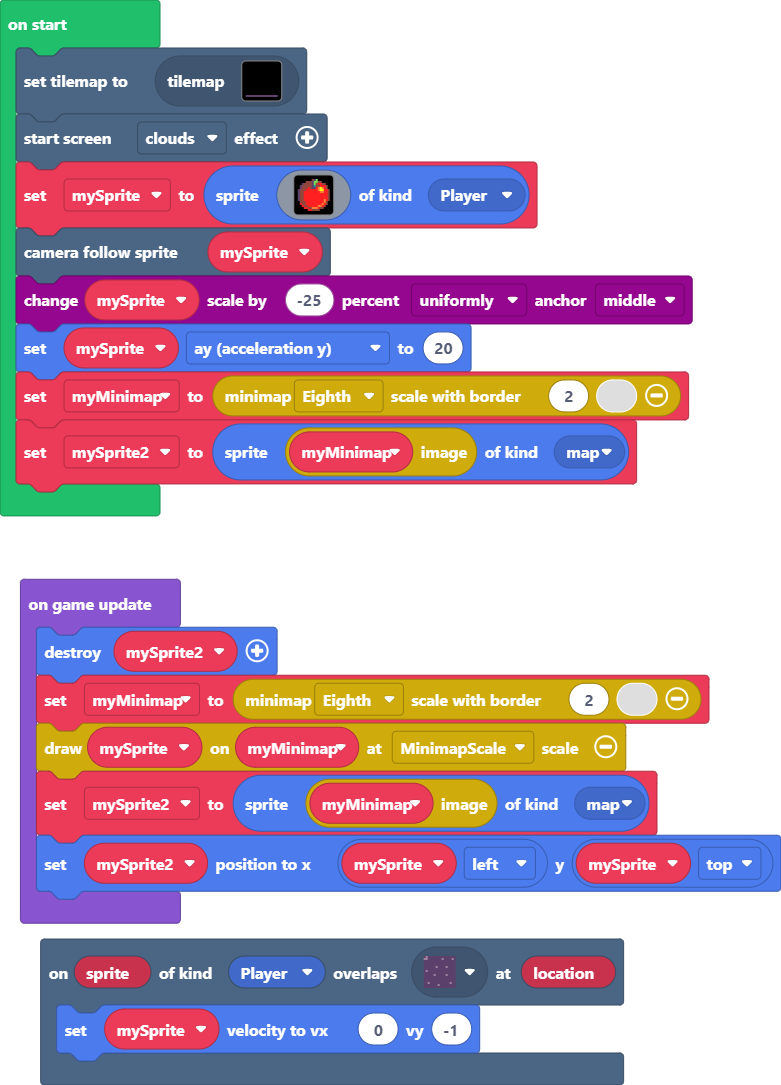 on start
set tilemap to tilemap
start screen clouds effect
set mySprite to sprite of kind Player
camera follow sprite mySprite
change mySprite scale by -25 percent uniformly anchor middle
set mySprite ay (acceleration y) to 20
set myMinimap to minimap Eighth scale with border 2
set mySprite2 to sprite myMinimap image of kind map
on game update
destroy mySprite2
set myMinimap to minimap Eighth scale with border 2
draw mySprite on myMinimap at MinimapScale scale
set mySprite2 to sprite myMinimap image of kind map
set mySprite2 position to x mySprite left y mySprite top
on sprite of kind Player overlaps at location
set mySprite velocity to vx 0 vy -1